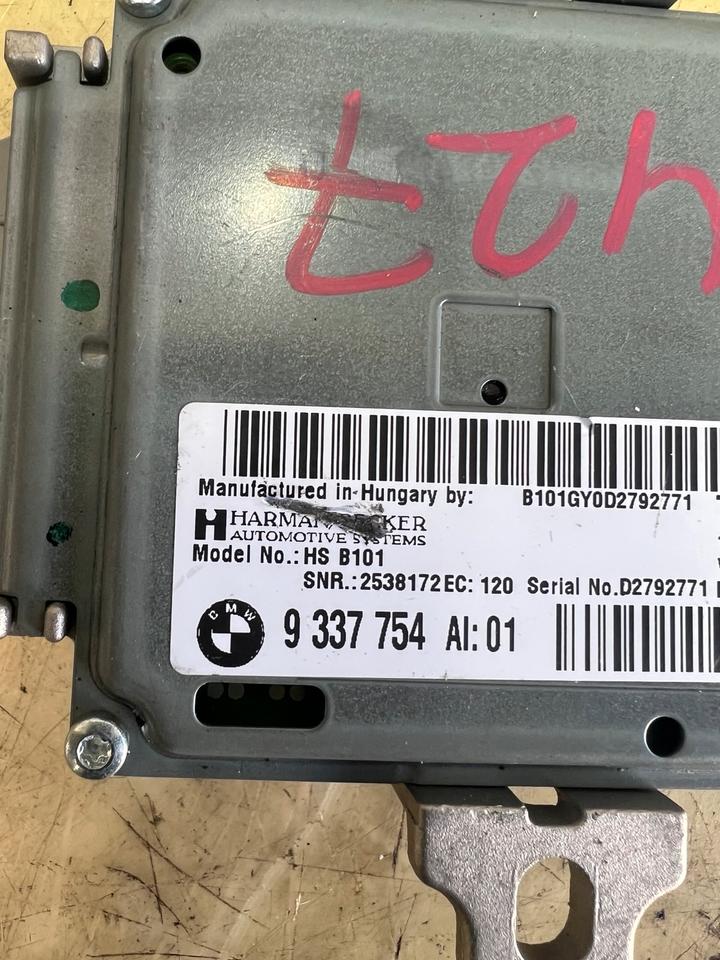 427
B101GY0D2792771
Manufactured in Hungary by:
AUTOMOTIVE SYSTEMS
Model No.: HS B101
SNR.: 2538172 EC: 120 Serial No.D2792771
BMW
9 337 754 AI: 01